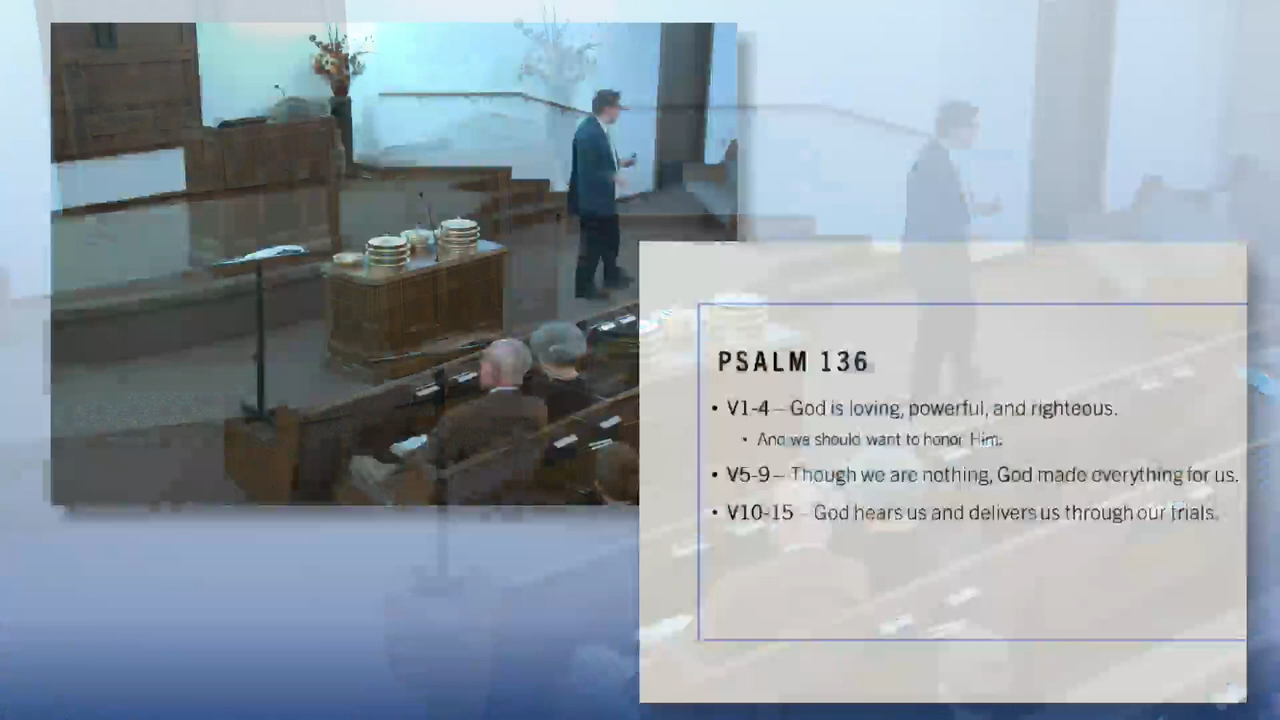 PSALM 136
• V1-4 – God is loving, powerful, and righteous.
• And we should want to honor Him.
• V5-9 – Though we are nothing, God made everything for us.
• V10-15 – God hears us and delivers us through our trials.